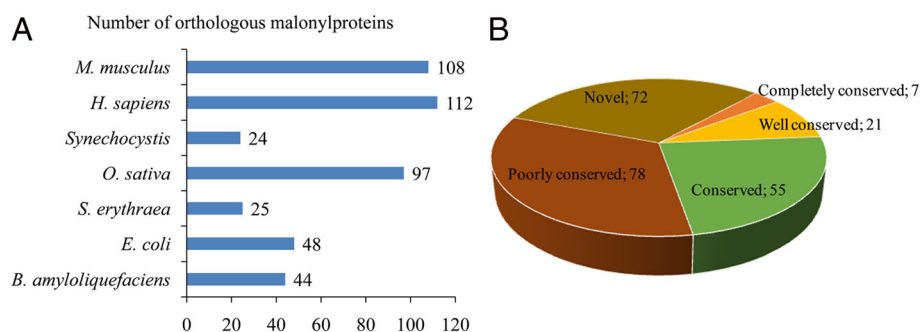 A
Number of orthologous malonylproteins
M. musculus 108
H. sapiens 112
Synechocystis 24
O. sativa 97
S. erythraea 25
E. coli 48
B. amyloliquefaciens 44
0 20 40 60 80 100 120
B
Novel; 72
Completely conserved; 7
Well conserved; 21
Poorly conserved; 78
Conserved; 55